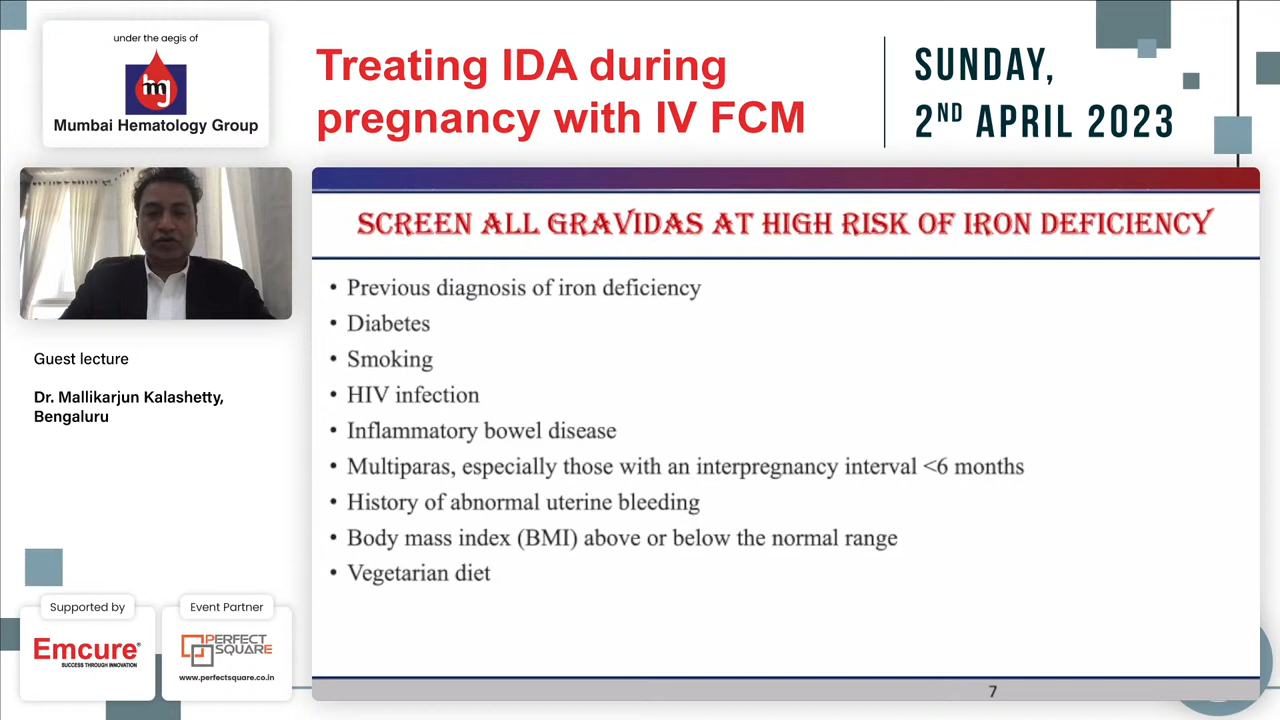 under the aegis of
mg
Mumbai Hematology Group
Treating IDA during
pregnancy with IV FCM
SUNDAY,
2ND APRIL 2023
Guest lecture
Dr. Mallikarjun Kalashetty,
Bengaluru
SCREEN ALL GRAVIDAS AT HIGH RISK OF IRON DEFICIENCY
• Previous diagnosis of iron deficiency
• Diabetes
• Smoking
• HIV infection
• Inflammatory bowel disease
• Multiparas, especially those with an interpregnancy interval <6 months
• History of abnormal uterine bleeding
• Body mass index (BMI) above or below the normal range
• Vegetarian diet
7
Supported by
Emcure®
SUCCESS THROUGH INNOVATION
Event Partner
PERFECT
SQUARE
www.perfectsquare.co.in